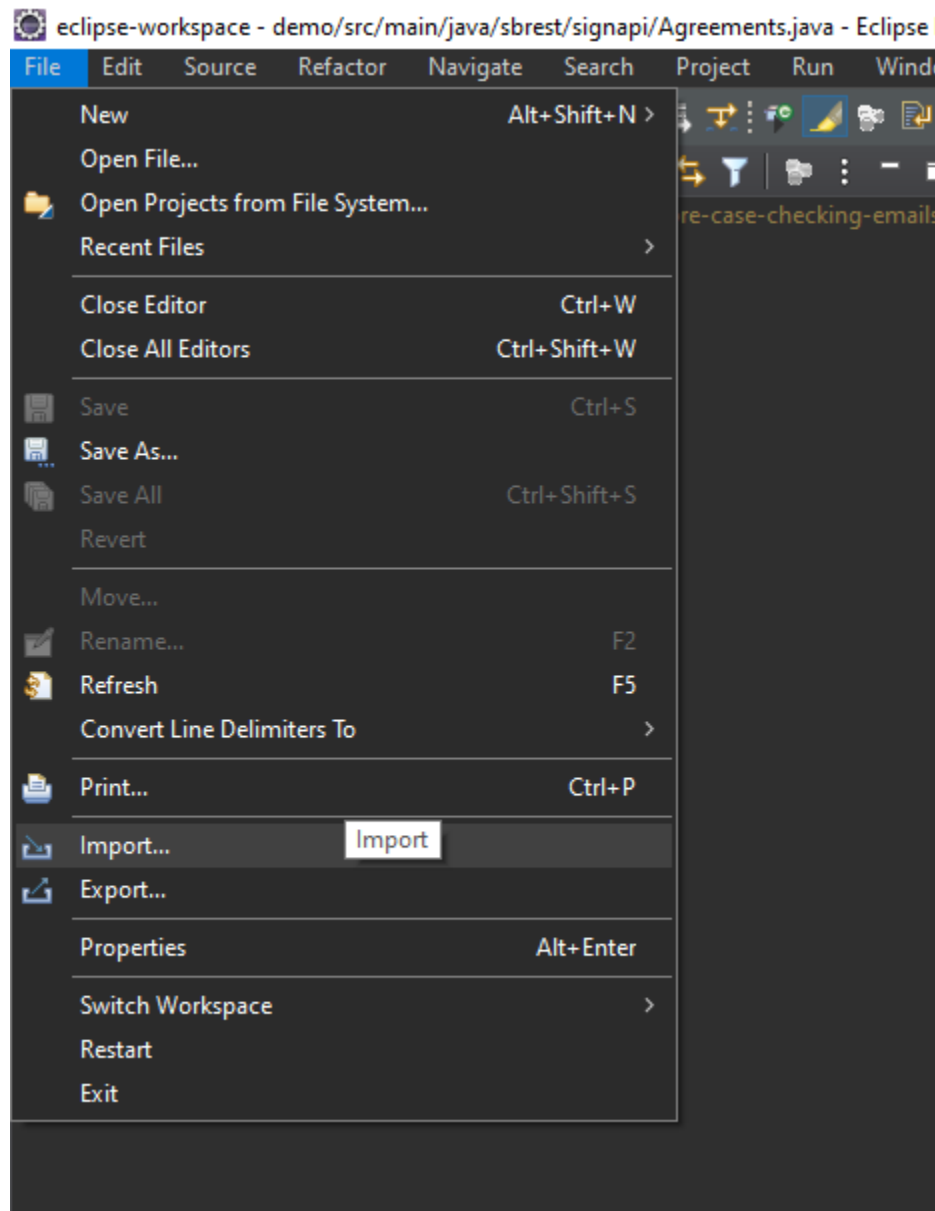 eclipse-workspace - demo/src/main/java/sbrest/signapi/Agreements.java - Eclipse
File Edit Source Refactor Navigate Search Project Run
New Alt+Shift+N >
Open File...
Open Projects from File System...
re-case-checking-emails
Recent Files >
Close Editor Ctrl+W
Close All Editors Ctrl+Shift+W
Save Ctrl+S
Save As...
Save All Ctrl+Shift+S
Revert
Move...
Rename... F2
Refresh F5
Convert Line Delimiters To >
Print... Ctrl+P
Import... Import
Export...
Properties Alt+Enter
Switch Workspace >
Restart
Exit